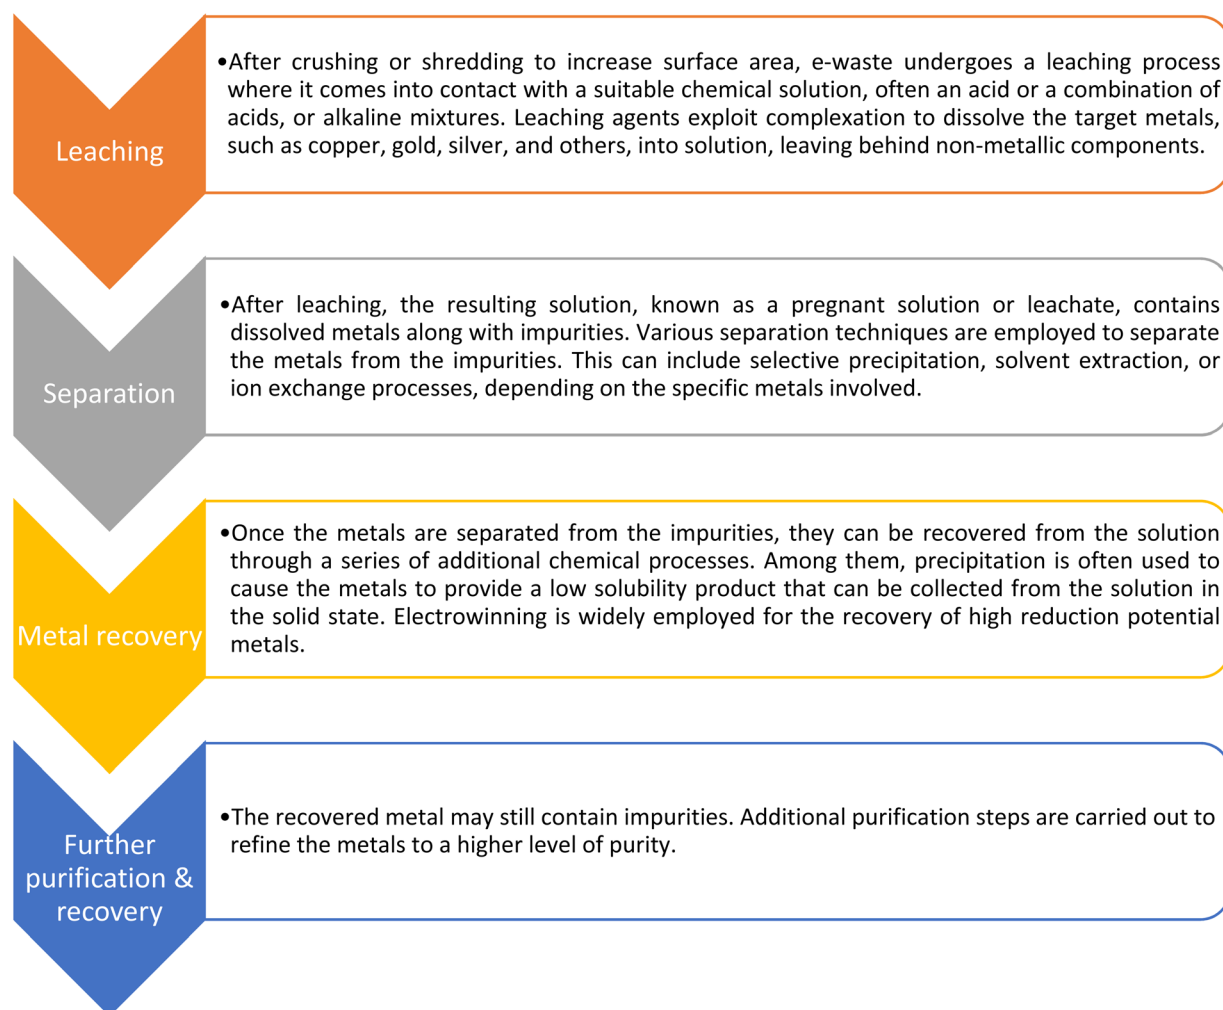 Leaching
•After crushing or shredding to increase surface area, e-waste undergoes a leaching process
where it comes into contact with a suitable chemical solution, often an acid or a combination of
acids, or alkaline mixtures. Leaching agents exploit complexation to dissolve the target metals,
such as copper, gold, silver, and others, into solution, leaving behind non-metallic components.
Separation
•After leaching, the resulting solution, known as a pregnant solution or leachate, contains
dissolved metals along with impurities. Various separation techniques are employed to separate
the metals from the impurities. This can include selective precipitation, solvent extraction, or
ion exchange processes, depending on the specific metals involved.
Metal recovery
•Once the metals are separated from the impurities, they can be recovered from the solution
through a series of additional chemical processes. Among them, precipitation is often used to
cause the metals to provide a low solubility product that can be collected from the solution in
the solid state. Electrowinning is widely employed for the recovery of high reduction potential
metals.
Further
purification &
recovery
•The recovered metal may still contain impurities. Additional purification steps are carried out to
refine the metals to a higher level of purity.